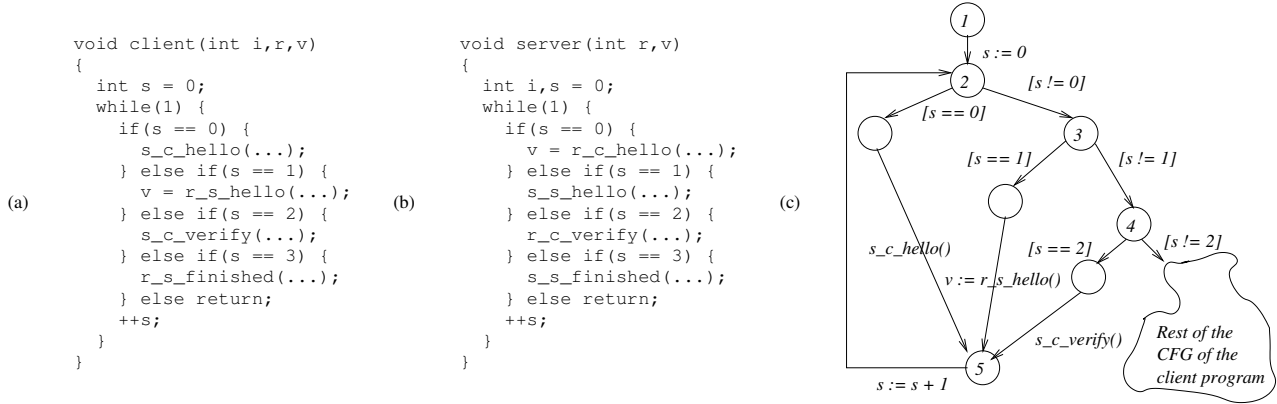 (a)
void client(int i,r,v)
{
int s = 0;
while(1) {
if(s == 0) {
s_c_hello(...);
} else if(s == 1) {
v = r_s_hello(...);
} else if(s == 2) {
s_c_verify(...);
} else if(s == 3) {
r_s_finished(...);
} else return;
++s;
}
}
(b)
void server(int r,v)
{
int i,s = 0;
while(1) {
if(s == 0) {
v = r_c_hello(...);
} else if(s == 1) {
s_s_hello(...);
} else if(s == 2) {
r_c_verify(...);
} else if(s == 3) {
s_s_finished(...);
} else return;
++s;
}
}
(c)
1
s := 0
2
[s != 0]
[s == 0]
3
[s == 1]
[s != 1]
4
s_c_hello()
[s == 2]
[s != 2]
v := r_s_hello()
s_c_verify()
Rest of the
CFG of the
client program
5
s := s + 1